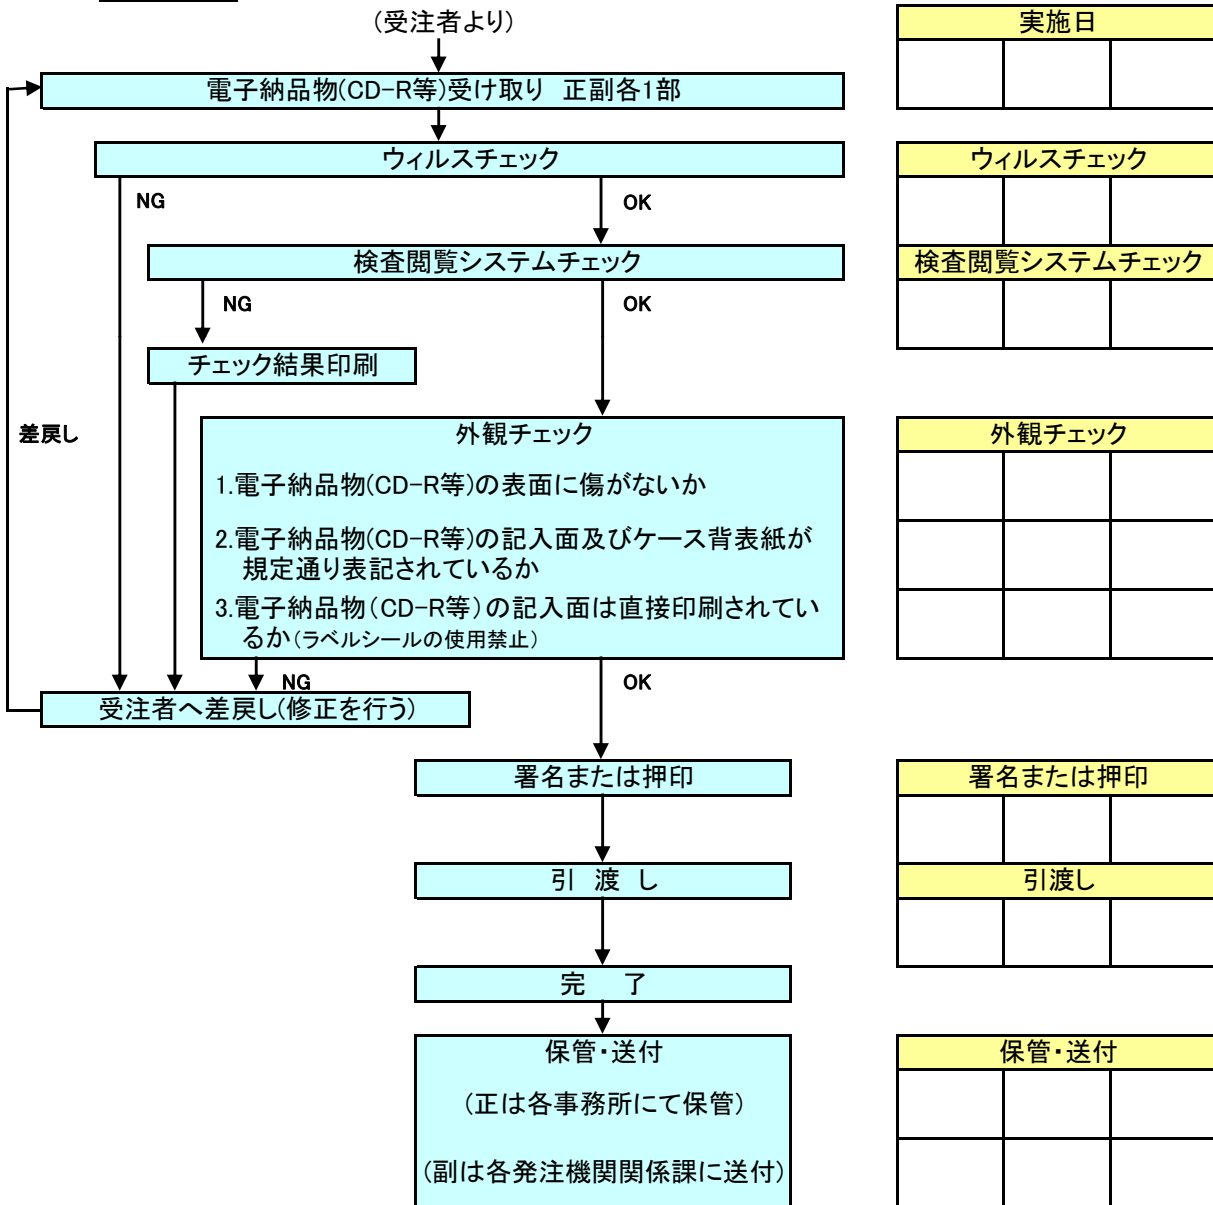 (受注者より)
実施日
電子納品物(CD-R等)受け取り 正副各1部
ウィルスチェック
ウィルスチェック
NG
OK
検査閲覧システムチェック
検査閲覧システムチェック
NG
OK
チェック結果印刷
差戻し
外観チェック
外観チェック
1.電子納品物(CD-R等)の表面に傷がないか
2.電子納品物(CD-R等)の記入面及びケース背表紙が
規定通り表記されているか
3.電子納品物(CD-R等)の記入面は直接印刷されてい
るか(ラベルシールの使用禁止)
NG
OK
受注者へ差戻し(修正を行う)
署名または押印
署名または押印
引 渡 し
引渡し
完 了
保管・送付
保管・送付
(正は各事務所にて保管)
(副は各発注機関関係課に送付)